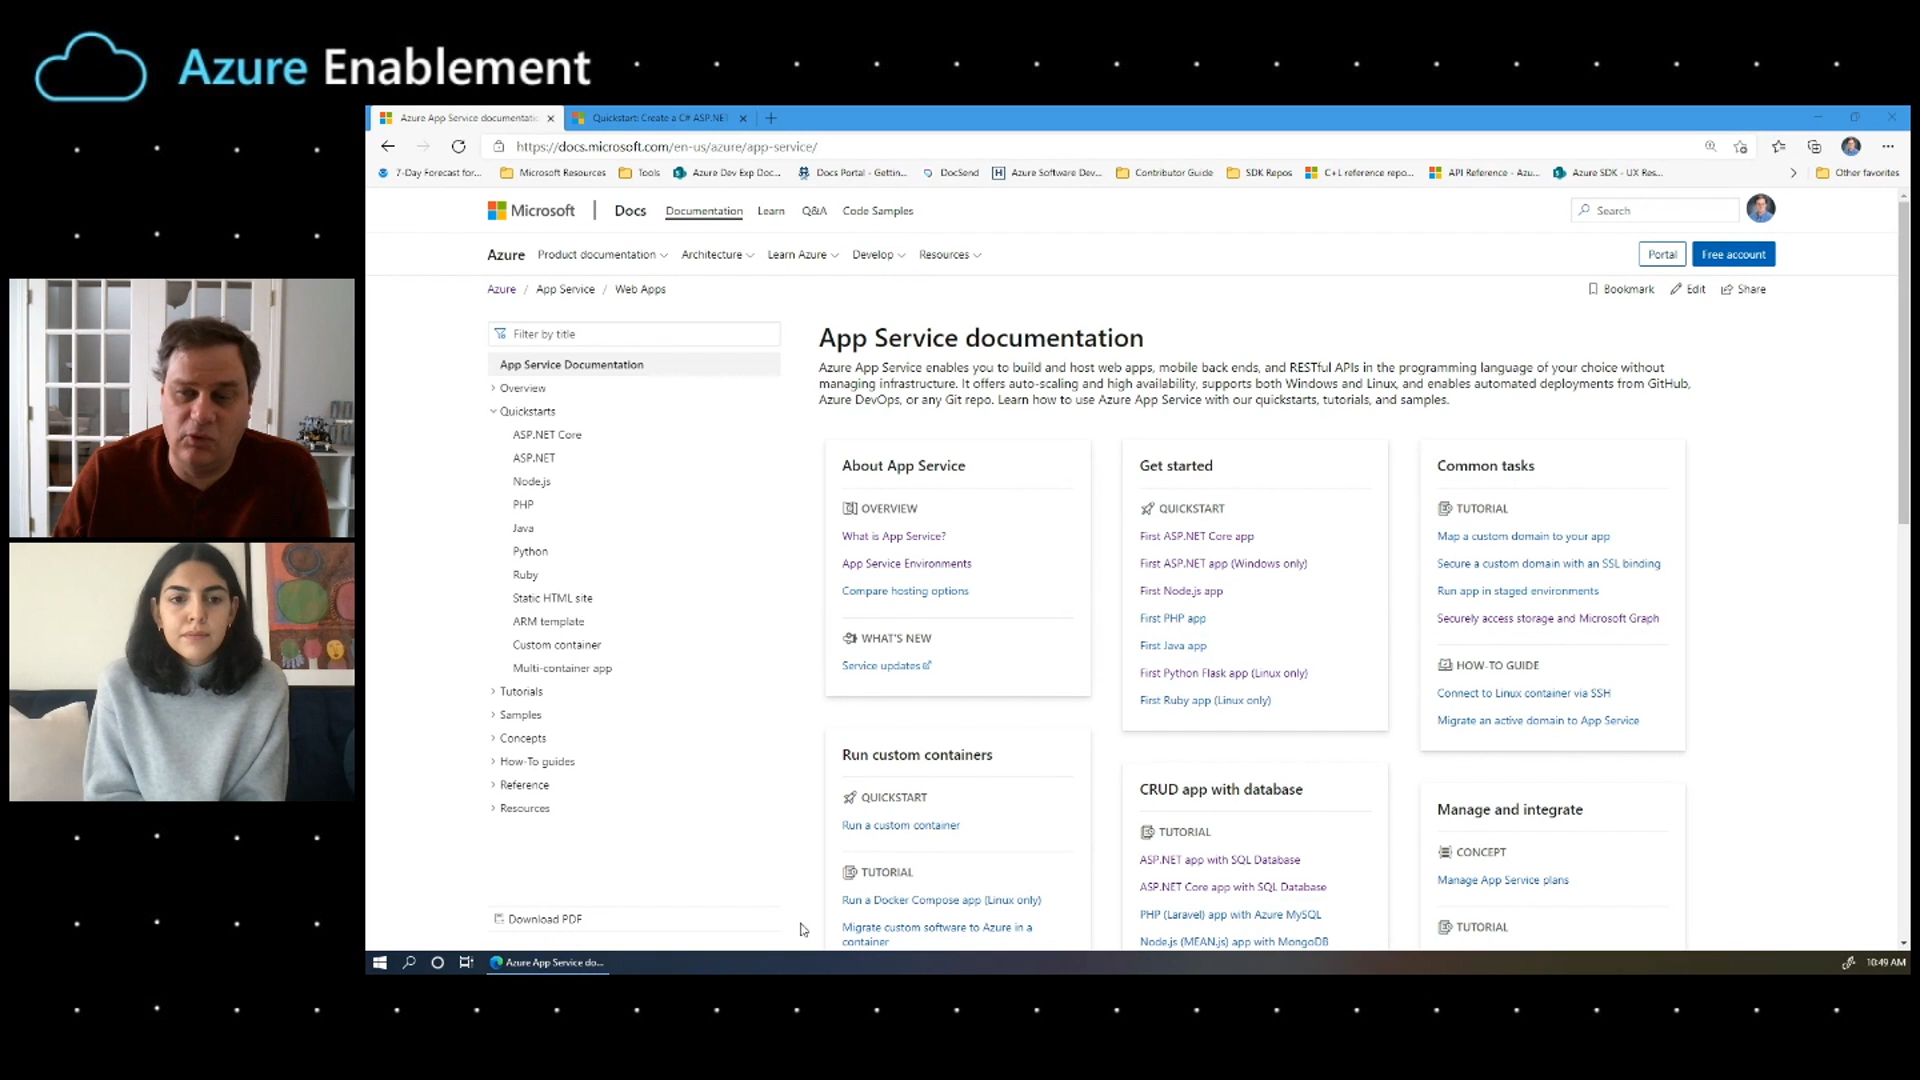 Azure Enablement
Azure App Service documentati
Quickstart: Create a C# ASP.NET
https://docs.microsoft.com/en-us/azure/app-service/
7-Day Forecast for...
Microsoft Resources
Tools
Azure Dev Exp Doc...
Docs Portal - Gettin...
DocSend
Azure Software Dev...
Contributor Guide
SDK Repos
C+L reference repo...
API Reference - Azu...
Azure SDK - UX Res...
Other favorites
Microsoft
Docs
Documentation
Learn
Q&A
Code Samples
Search
Azure
Product documentation
Architecture
Learn Azure
Develop
Resources
Portal
Free account
Azure / App Service / Web Apps
Bookmark
Edit
Share
Filter by title
App Service Documentation
Overview
Quickstarts
ASP.NET Core
ASP.NET
Node.js
PHP
Java
Python
Ruby
Static HTML site
ARM template
Custom container
Multi-container app
Tutorials
Samples
Concepts
How-To guides
Reference
Resources
Download PDF
App Service documentation
Azure App Service enables you to build and host web apps, mobile back ends, and RESTful APIs in the programming language of your choice without
managing infrastructure. It offers auto-scaling and high availability, supports both Windows and Linux, and enables automated deployments from GitHub,
Azure DevOps, or any Git repo. Learn how to use Azure App Service with our quickstarts, tutorials, and samples.
About App Service
OVERVIEW
What is App Service?
App Service Environments
Compare hosting options
WHAT'S NEW
Service updates
Get started
QUICKSTART
First ASP.NET Core app
First ASP.NET app (Windows only)
First Node.js app
First PHP app
First Java app
First Python Flask app (Linux only)
First Ruby app (Linux only)
Common tasks
TUTORIAL
Map a custom domain to your app
Secure a custom domain with an SSL binding
Run app in staged environments
Securely access storage and Microsoft Graph
HOW-TO GUIDE
Connect to Linux container via SSH
Migrate an active domain to App Service
Run custom containers
QUICKSTART
Run a custom container
TUTORIAL
Run a Docker Compose app (Linux only)
Migrate custom software to Azure in a
container
CRUD app with database
TUTORIAL
ASP.NET app with SQL Database
ASP.NET Core app with SQL Database
PHP (Laravel) app with Azure MySQL
Node.js (MEAN.js) app with MongoDB
Manage and integrate
CONCEPT
Manage App Service plans
TUTORIAL
Azure App Service do...
10:49 AM